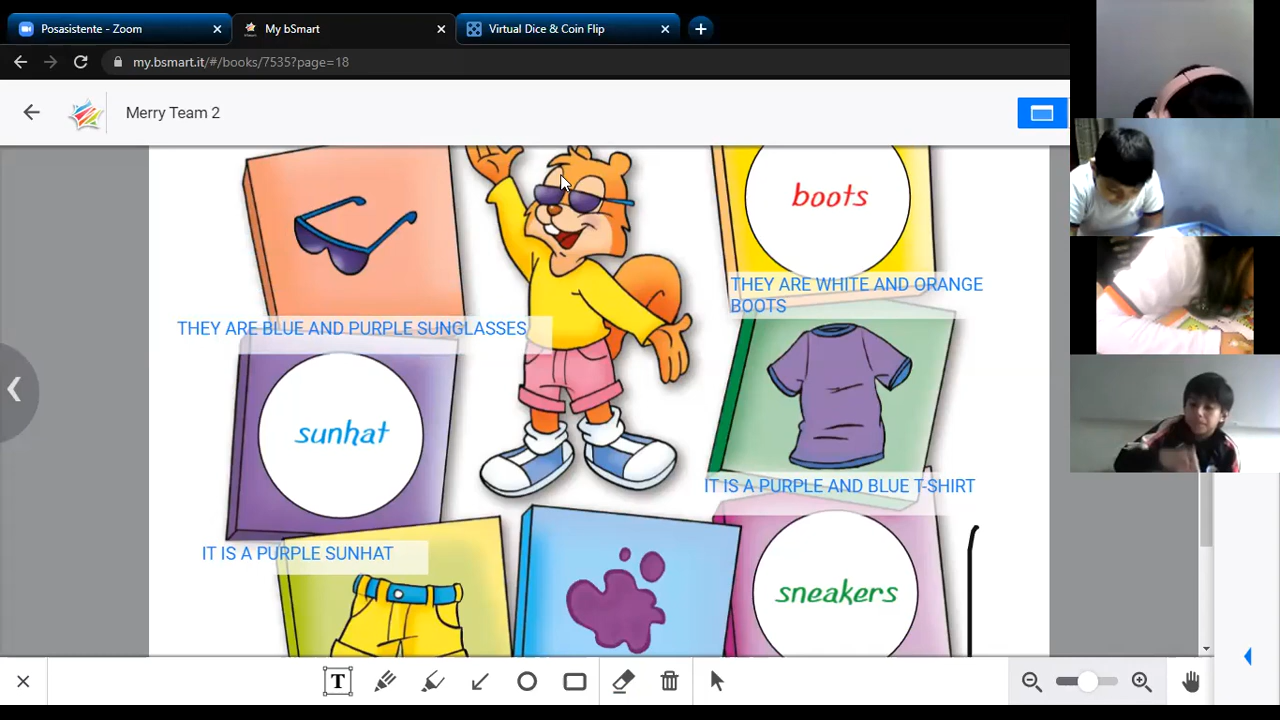 Posasistente - Zoom
My bSmart
Virtual Dice & Coin Flip
my.bsmart.it/#/books/7535?page=18
Merry Team 2
boots
THEY ARE WHITE AND ORANGE
BOOTS
THEY ARE BLUE AND PURPLE SUNGLASSES
sunhat
IT IS A PURPLE AND BLUE T-SHIRT
IT IS A PURPLE SUNHAT
sneakers
T